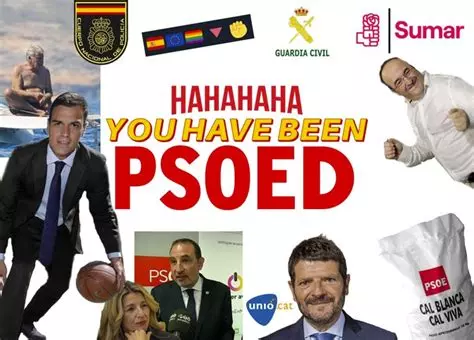 CUERPO NACIONAL DE POLICIA
GUARDIA CIVIL
Sumar
HAHAHAHA
YOU HAVE BEEN
PSOED
PSO
unió.cat
PSOE
CAL BLANCA
CAL VIVA